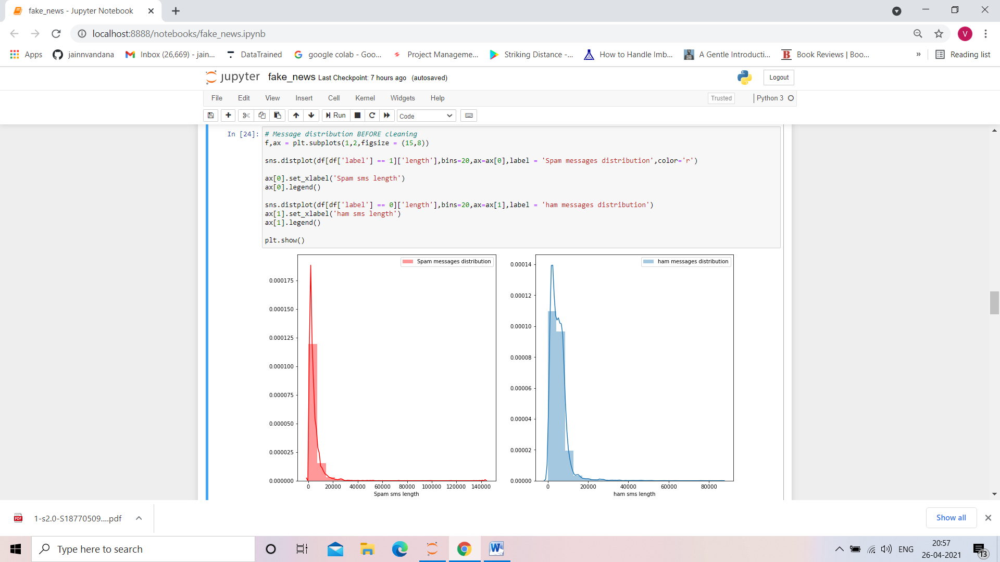 fake_news - Jupyter Notebook
localhost:8888/notebooks/fake_news.ipynb
V
Apps
jainnvandana
Inbox (26,669) - jain...
DataTrained
google colab - Goo...
Project Manageme...
Striking Distance -...
How to Handle Imb...
A Gentle Introducti...
B
Book Reviews | Boo...
»
Reading list
jupyter
fake_news Last Checkpoint: 7 hours ago (autosaved)
Logout
File Edit View Insert Cell Kernel Widgets Help
Trusted
Python 3
Run
Code
In [24]:
# Message distribution BEFORE cleaning
f,ax = plt.subplots(1,2,figsize = (15,8))
sns.distplot(df[df['label'] == 1]['length'],bins=20,ax=ax[0],label = 'Spam messages distribution',color='r')
ax[0].set_xlabel('Spam sms length')
ax[0].legend()
sns.distplot(df[df['label'] == 0]['length'],bins=20,ax=ax[1],label = 'ham messages distribution')
ax[1].set_xlabel('ham sms length')
ax[1].legend()
plt.show()
Spam messages distribution
0.000175
0.000150
0.000125
0.000100
0.000075
0.000050
0.000025
0.000000
0 20000 40000 60000 80000 100000 120000 140000
Spam sms length
ham messages distribution
0.00014
0.00012
0.00010
0.00008
0.00006
0.00004
0.00002
0.00000
0 20000 40000 60000 80000
ham sms length
PDF
1-s2.0-S18770509....pdf
Show all
Type here to search
W
ENG
20:57
26-04-2021
13